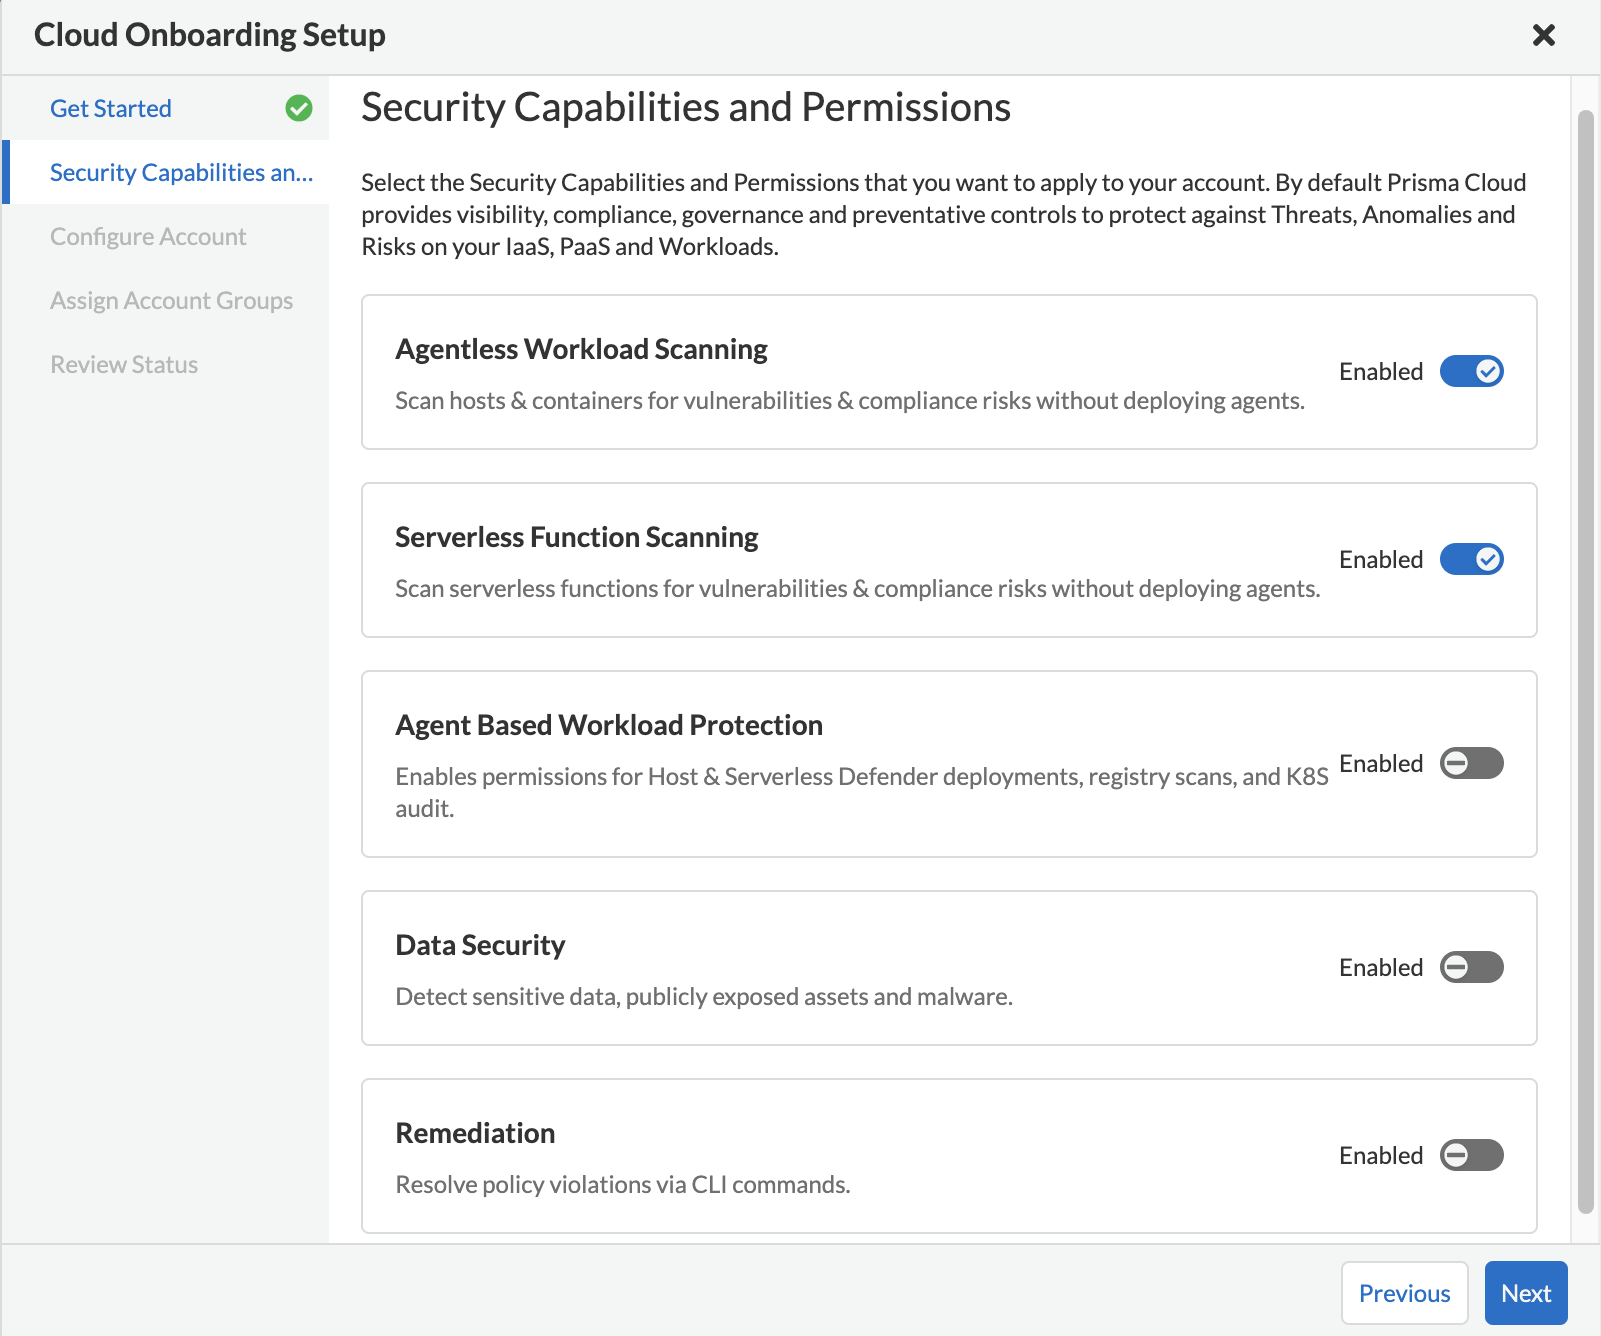 Cloud Onboarding Setup
Get Started
Security Capabilities an...
Configure Account
Assign Account Groups
Review Status
Security Capabilities and Permissions
Select the Security Capabilities and Permissions that you want to apply to your account. By default Prisma Cloud
provides visibility, compliance, governance and preventative controls to protect against Threats, Anomalies and
Risks on your IaaS, PaaS and Workloads.
Agentless Workload Scanning
Scan hosts & containers for vulnerabilities & compliance risks without deploying agents.
Enabled
Serverless Function Scanning
Scan serverless functions for vulnerabilities & compliance risks without deploying agents.
Enabled
Agent Based Workload Protection
Enables permissions for Host & Serverless Defender deployments, registry scans, and K8S
audit.
Enabled
Data Security
Detect sensitive data, publicly exposed assets and malware.
Enabled
Remediation
Resolve policy violations via CLI commands.
Enabled
Previous
Next